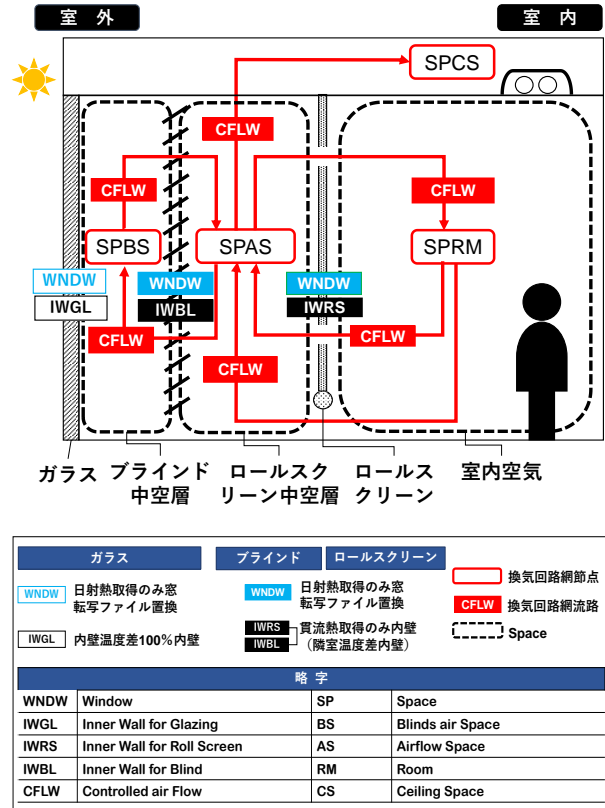 室 外
室 内
SPCS
CFLW
CFLW
CFLW
SPBS
SPAS
SPRM
WNDW
IWGL
WNDW
IWBL
WNDW
IWRS
CFLW
CFLW
CFLW
ガラス
ブラインド
中空層
ロールスク
リーン中空層
ロールス
クリーン
室内空気
ガラス
ブラインド
ロールスクリーン
WNDW
日射熱取得のみ窓
転写ファイル置換
IWGL
内壁温度差100%内壁
WNDW
日射熱取得のみ窓
転写ファイル置換
IWRS
IWBL
貫流熱取得のみ内壁
（隣室温度差内壁）
換気回路網節点
CFLW
換気回路網流路
Space
略 字
WNDW Window SP Space
IWGL Inner Wall for Glazing BS Blinds air Space
IWRS Inner Wall for Roll Screen AS Airflow Space
IWBL Inner Wall for Blind RM Room
CFLW Controlled air Flow CS Ceiling Space